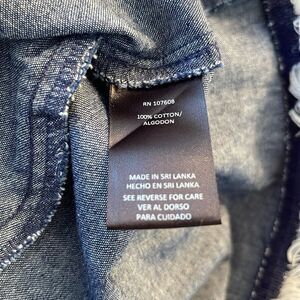 RN 107608
100% COTTON/
ALGODON
MADE IN SRI LANKA
HECHO EN SRI LANKA
SEE REVERSE FOR CARE
VER AL DORSO
PARA CUIDADO